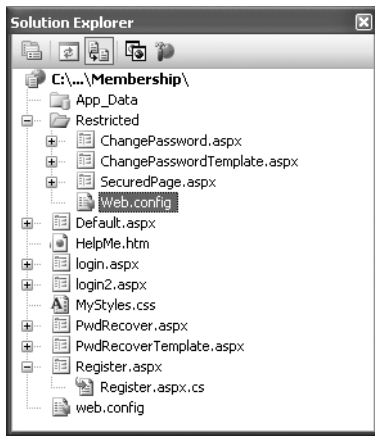 Solution Explorer
C:\...\Membership\
App_Data
Restricted
ChangePassword.aspx
ChangePasswordTemplate.aspx
SecuredPage.aspx
Web.config
Default.aspx
HelpMe.htm
login.aspx
login2.aspx
MyStyles.css
PwdRecover.aspx
PwdRecoverTemplate.aspx
Register.aspx
Register.aspx.cs
web.config